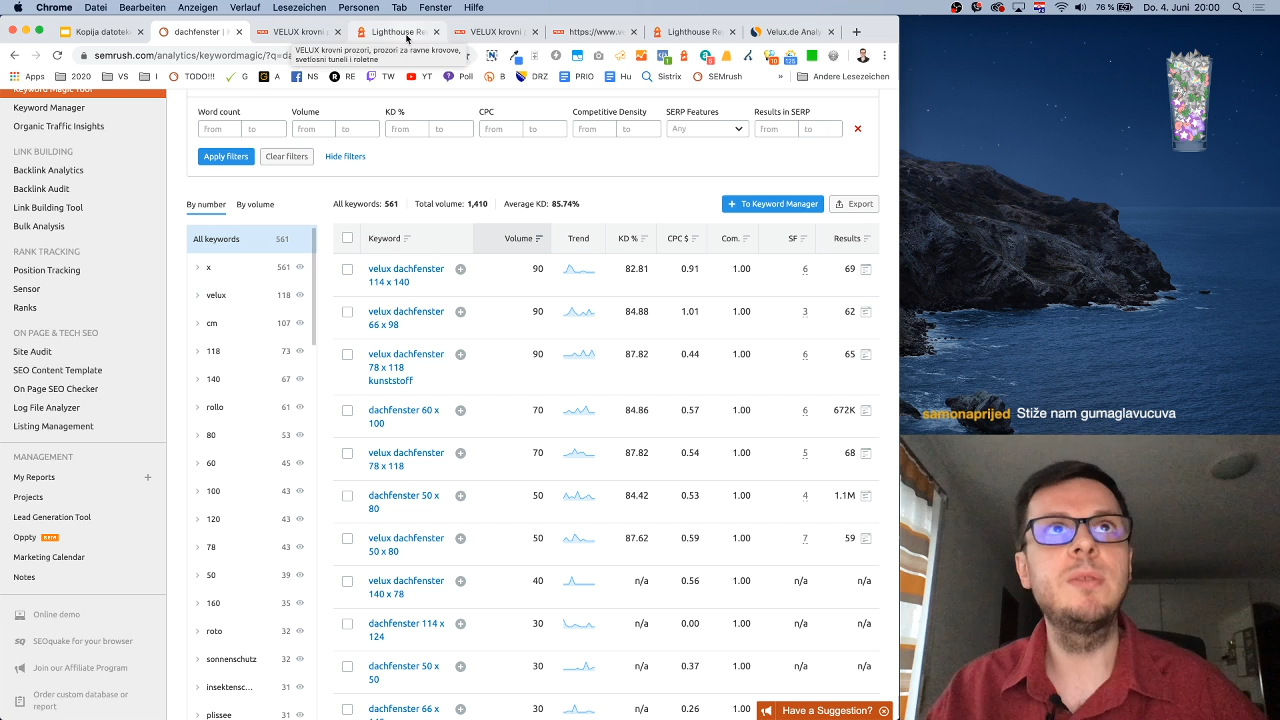 Chrome Datei Bearbeiten Anzeigen Verlauf Lesezeichen Personen Tab Fenster Hilfe 76 % Do. 4. Juni 20:00
Kopija datotek dachfenster | VELUX krovni p Lighthouse Re VELUX krovni p https://www.ve Lighthouse Rep Velux.de Analy
semrush.com/analytics/keywordmagic/?q=da
VELUX krovni prozori, prozori za ravne krovove,
svetlosni tuneli i roletne
Apps 2020 VS I TODO!!! G A NS RV TW YT Poll B DRZ PRIO Hu Sistrix SEmrush » Andere Lesezeichen
Keyword Magic Tool
Keyword Manager
Organic Traffic Insights
LINK BUILDING
Backlink Analytics
Backlink Audit
Link Building Tool
Bulk Analysis
RANK TRACKING
Position Tracking
Sensor
Ranks
ON PAGE & TECH SEO
Site Audit
SEO Content Template
On Page SEO Checker
Log File Analyzer
Listing Management
MANAGEMENT
My Reports
Projects
Lead Generation Tool
Oppty BETA
Marketing Calendar
Notes
Online demo
SEOquake for your browser
Join our Affiliate Program
Order custom database or
report
Word count Volume KD % CPC Competitive Density SERP Features Results in SERP
from to from to from to from to from to Any from to
Apply filters Clear filters Hide filters
By number By volume
All keywords: 561 Total volume: 1,410 Average KD: 85.74% To Keyword Manager Export
All keywords 561
x 561
velux 118
cm 107
118 73
140 67
rollo 61
80 53
60 45
100 43
120 43
78 43
50 39
160 35
roto 32
sonnenschutz 32
insektensc... 31
plissee 31
Keyword Volume Trend KD % CPC $ Com. SF Results
velux dachfenster 90 82.81 0.91 1.00 6 69
114 x 140
velux dachfenster 90 84.88 1.01 1.00 3 62
66 x 98
velux dachfenster 90 87.82 0.44 1.00 6 65
78 x 118
kunststoff
dachfenster 60 x 70 84.86 0.57 1.00 6 672K
100
velux dachfenster 70 87.82 0.54 1.00 5 68
78 x 118
dachfenster 50 x 50 84.42 0.53 1.00 4 1.1M
80
velux dachfenster 50 87.62 0.59 1.00 7 59
50 x 80
velux dachfenster 40 n/a 0.56 1.00 n/a n/a
140 x 78
dachfenster 114 x 30 n/a 0.00 1.00 n/a n/a
124
dachfenster 50 x 30 n/a 0.37 1.00 n/a n/a
50
dachfenster 66 x 30 n/a 0.26 1.00
Have a Suggestion?
samonaprijed Stiže nam gumaglavucuva